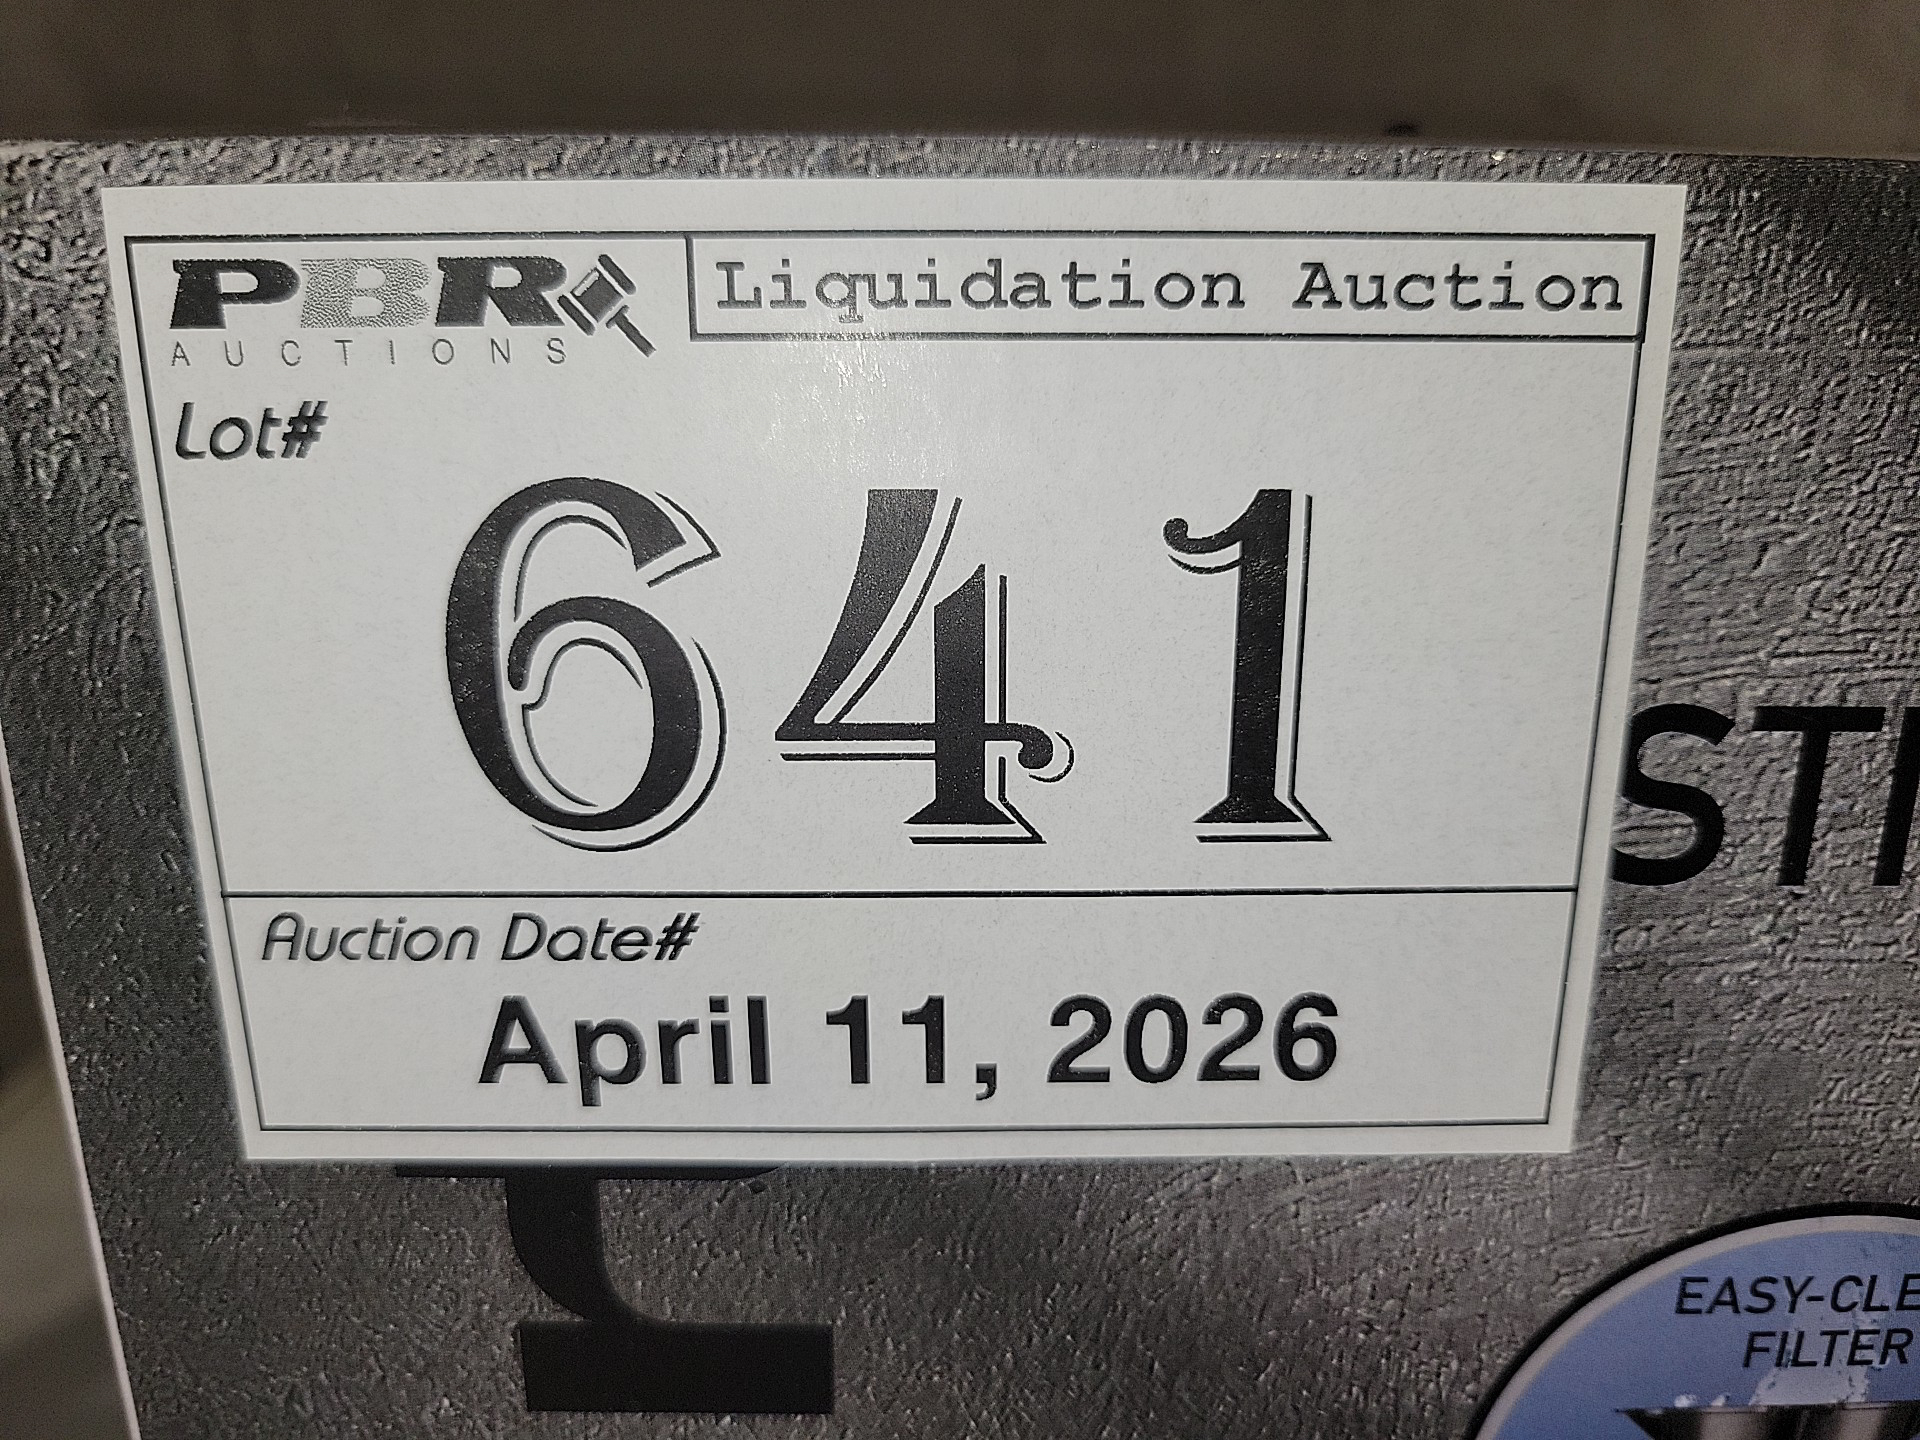 PBR
AUCTIONS
Liquidation Auction
Lot#
641
Auction Date#
April 11, 2026
EASY-CLE
FILTER